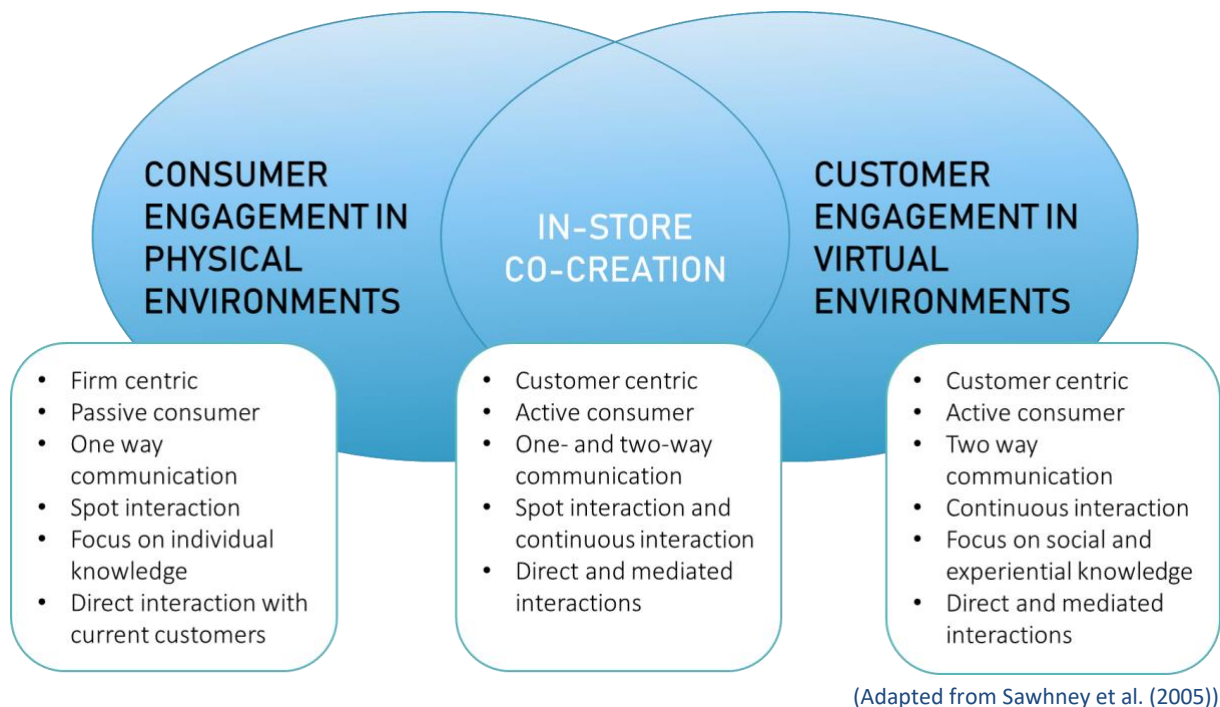 CONSUMER
ENGAGEMENT IN
PHYSICAL
ENVIRONMENTS
IN-STORE
CO-CREATION
CUSTOMER
ENGAGEMENT IN
VIRTUAL
ENVIRONMENTS
• Firm centric
• Passive consumer
• One way
communication
• Spot interaction
• Focus on individual
knowledge
• Direct interaction with
current customers
• Customer centric
• Active consumer
• One- and two-way
communication
• Spot interaction and
continuous interaction
• Direct and mediated
interactions
• Customer centric
• Active consumer
• Two way
communication
• Continuous interaction
• Focus on social and
experiential knowledge
• Direct and mediated
interactions
(Adapted from Sawhney et al. (2005))